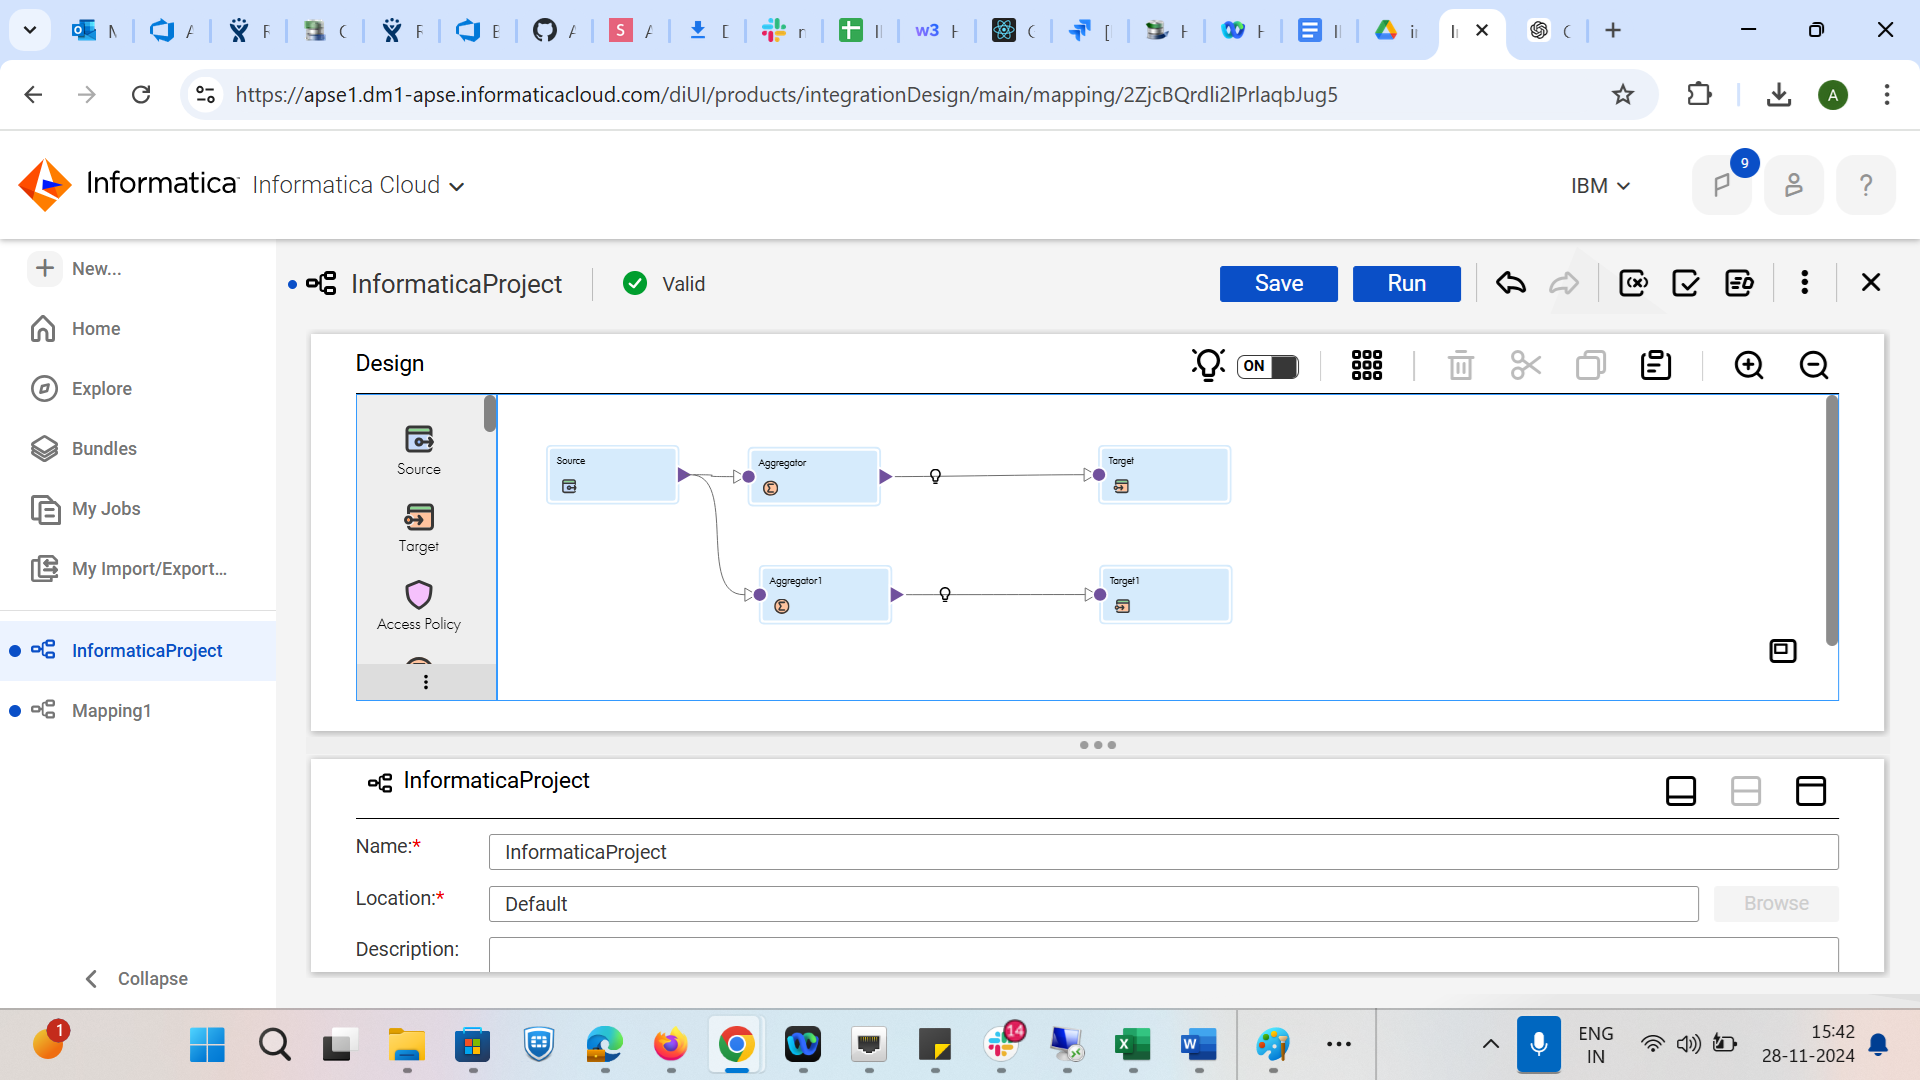 https://apse1.dm1-apse.informaticacloud.com/diUI/products/integrationDesign/main/mapping/2ZjcBQrdli2lPrlaqbJug5
A
Informatica
Informatica Cloud
IBM
9
?
New...
Home
Explore
Bundles
My Jobs
My Import/Export...
InformaticaProject
Mapping1
Collapse
InformaticaProject
Valid
Save
Run
Design
ON
Source
Target
Access Policy
Source
Aggregator
Target
Aggregator1
Target1
InformaticaProject
Name:*
InformaticaProject
Location:*
Default
Browse
Description:
1
14
ENG
IN
15:42
28-11-2024